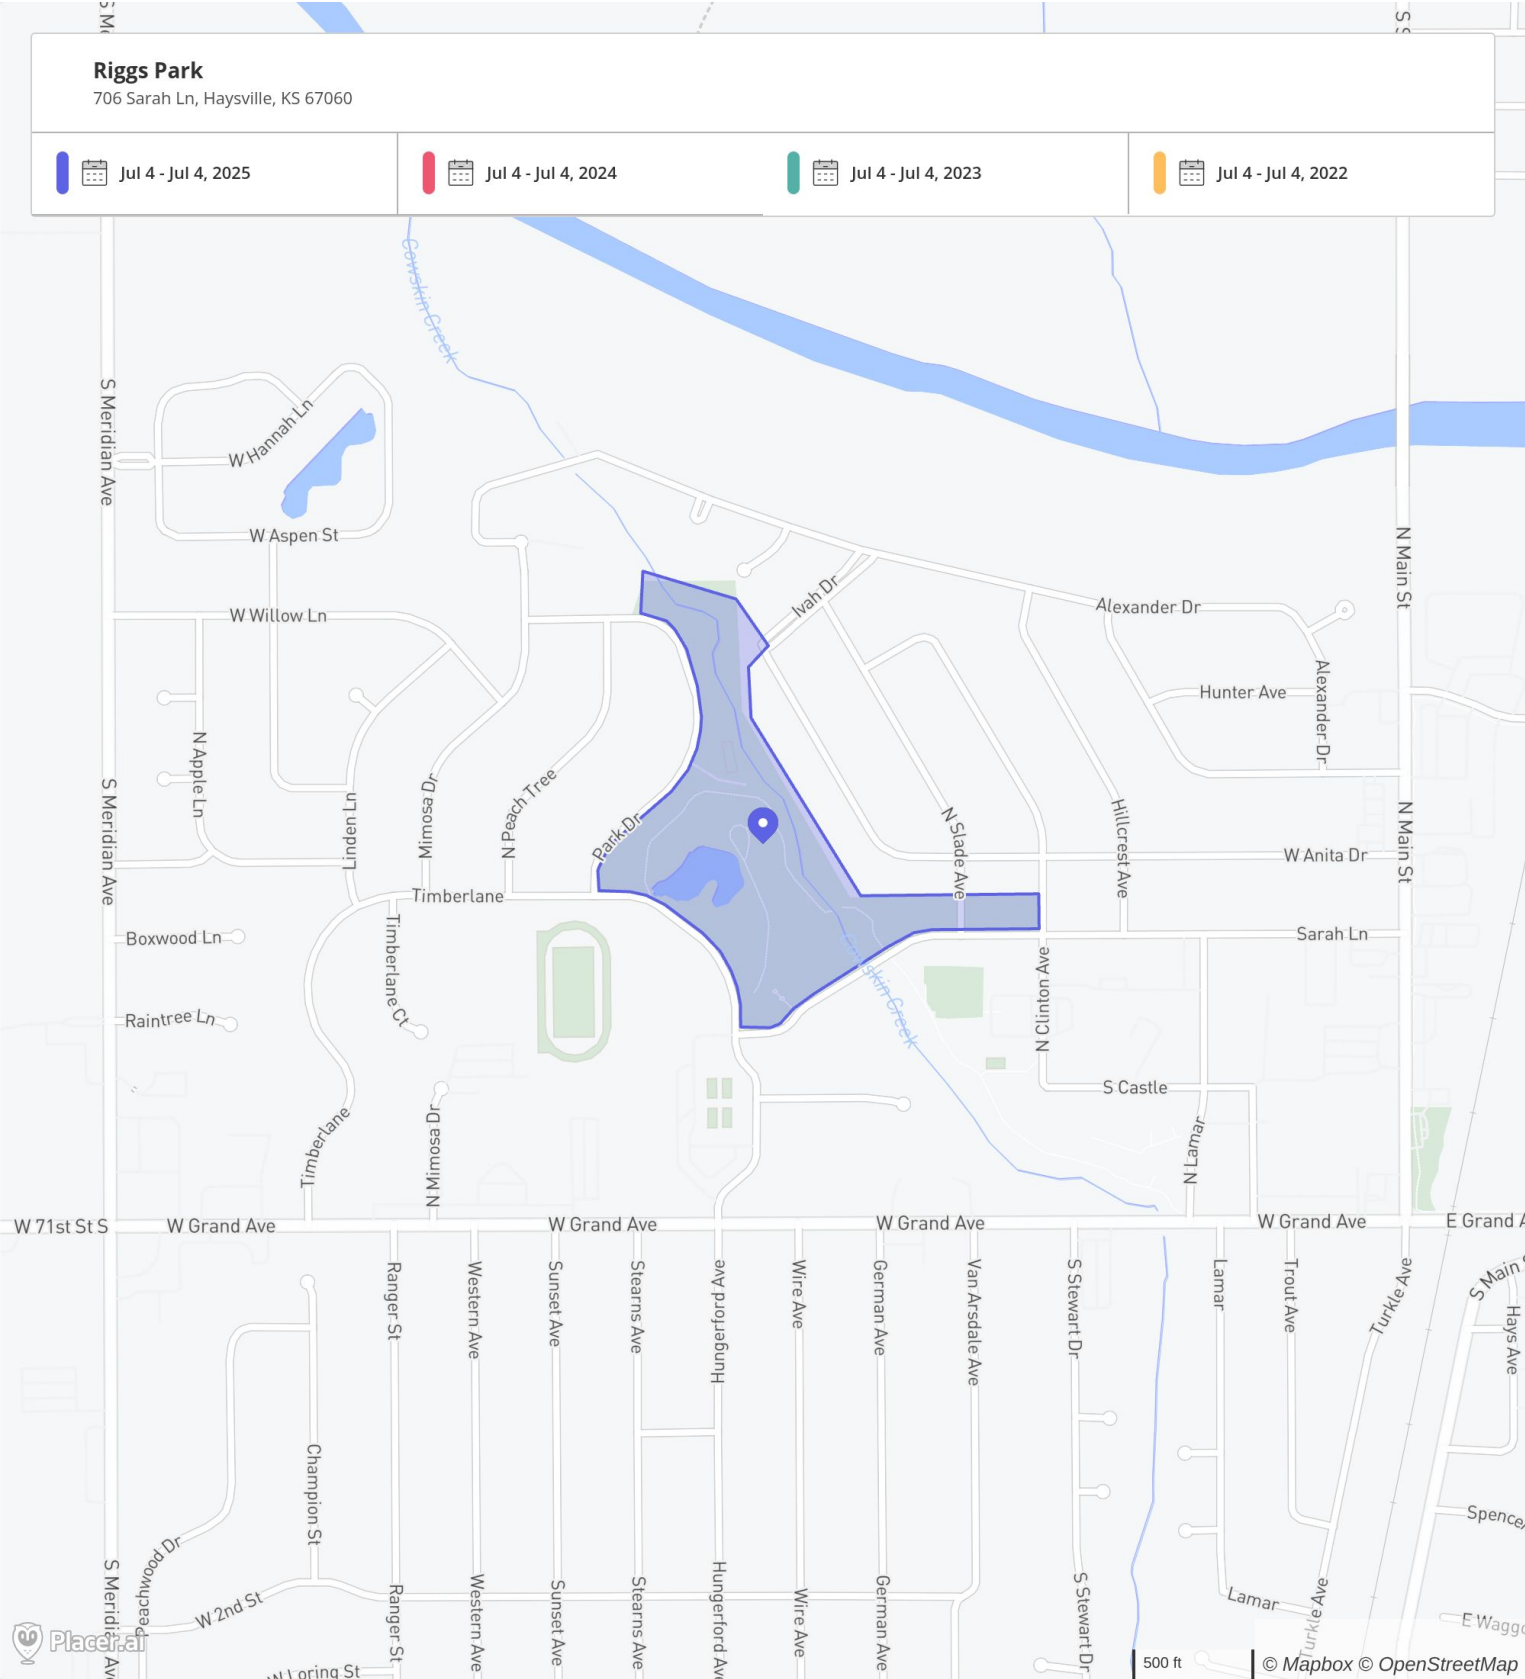 Riggs Park
706 Sarah Ln, Haysville, KS 67060
Jul 4 - Jul 4, 2025
Jul 4 - Jul 4, 2024
Jul 4 - Jul 4, 2023
Jul 4 - Jul 4, 2022
Cowskin Creek
S Meridian Ave
W Hannah Ln
W Aspen St
N Main St
W Willow Ln
Ivah Dr
Alexander Dr
Hunter Ave
Alexander Dr
N Apple Ln
S Meridian Ave
Linden Ln
Mimosa Dr
N Peach Tree
Park Dr
N Slade Ave
Hillcrest Ave
W Anita Dr
N Main St
Timberlane
Boxwood Ln
Timberlane Ct
Sarah Ln
Raintree Ln
Cowskin Creek
N Clinton Ave
S Castle
Timberlane
N Mimosa Dr
N Lamar
W 71st St S
W Grand Ave
W Grand Ave
W Grand Ave
W Grand Ave
E Grand A
Ranger St
Western Ave
Sunset Ave
Stearns Ave
Hungerford Ave
Wire Ave
German Ave
Van Arsdale Ave
S Stewart Dr
Lamar
Trout Ave
Turkle Ave
S Main
Hays Ave
Champion St
Spence
S Meridian Av
W 2nd St
Ranger St
Western Ave
Sunset Ave
Stearns Ave
Hungerford Av
Wire Ave
German Ave
S Stewart Dr
Lamar
Turkle Ave
E Waggo
Placer.ai
W Loring St
500 ft
© Mapbox © OpenStreetMap